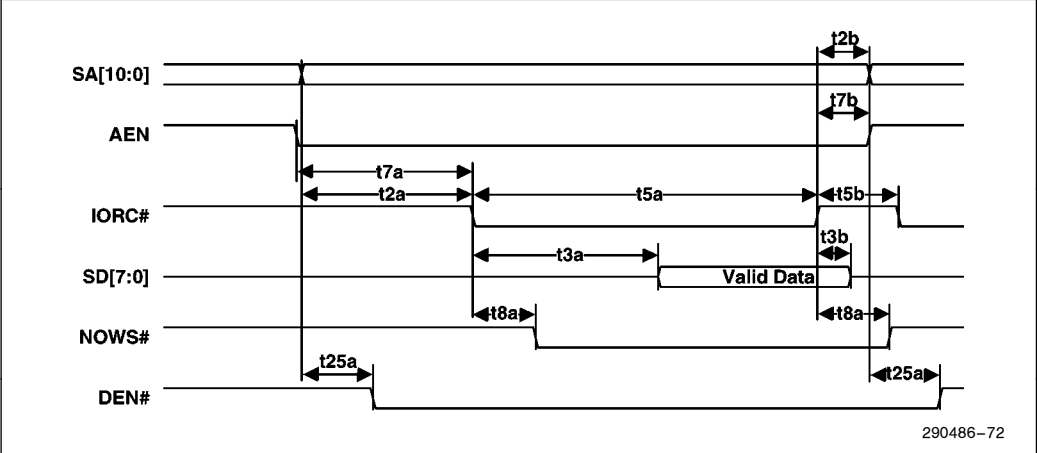 t2b
SA[10:0]
t7b
AEN
t7a
t2a
t5a
t5b
IORC#
t3b
t3a
SD[7:0]
Valid Data
t8a
t8a
NOWS#
t25a
t25a
DEN#
290486-72